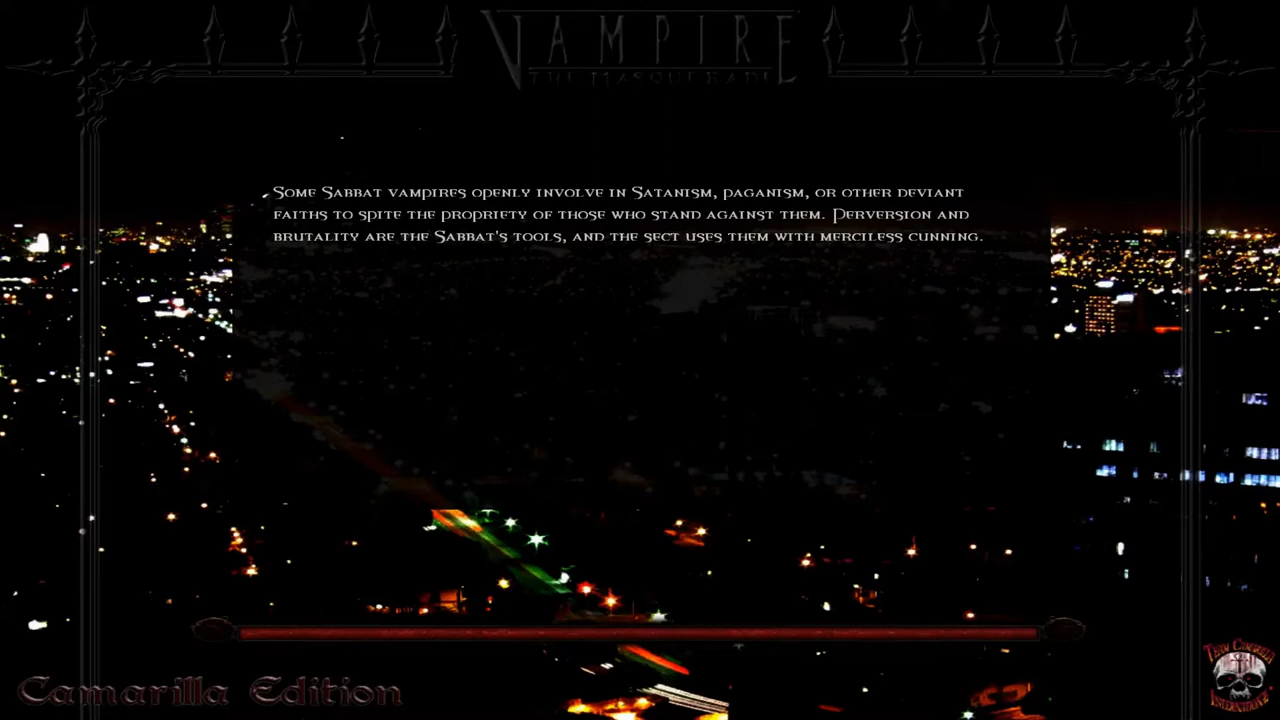 VAMPIRE
THE MASQUERADE
Some Sabbat vampires openly involve in Satanism, paganism, or other deviant
faiths to spite the propriety of those who stand against them. Perversion and
brutality are the Sabbat's tools, and the sect uses them with merciless cunning.
Camarilla Edition
Team Camarilla